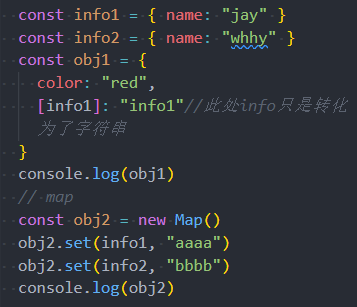 const info1 = { name: "jay" }
const info2 = { name: "whhy" }
const obj1 = {
color: "red",
[info1]: "info1"//此处info只是转化
为了字符串
}
console.log(obj1)
// map
const obj2 = new Map()
obj2.set(info1, "aaaa")
obj2.set(info2, "bbbb")
console.log(obj2)